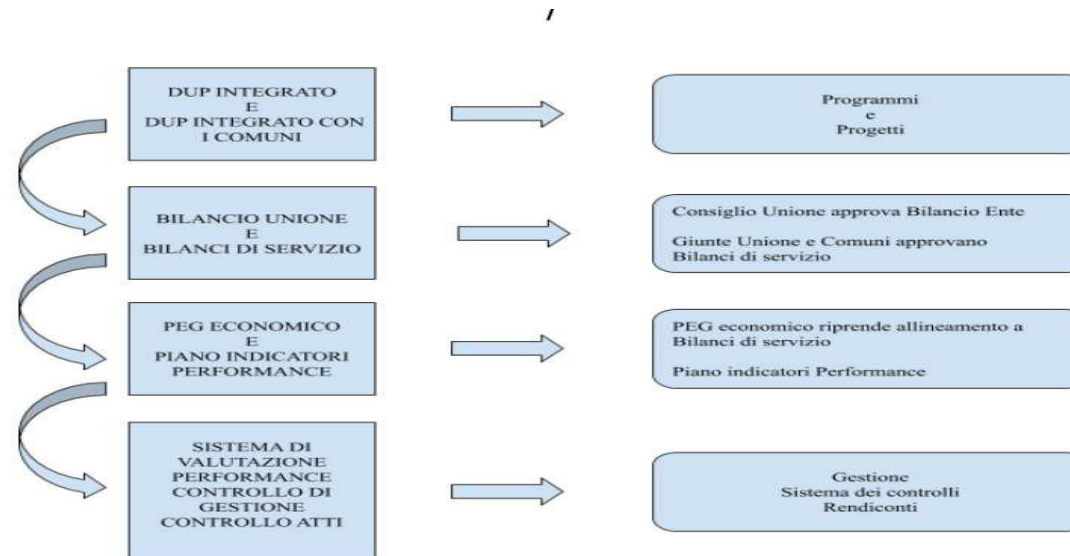 DUP INTEGRATO
E
DUP INTEGRATO CON
I COMUNI
Programmi
e
Progetti
BILANCIO UNIONE
E
BILANCI DI SERVIZIO
Consiglio Unione approva Bilancio Ente
Giunte Unione e Comuni approvano
Bilanci di servizio
PEG ECONOMICO
E
PIANO INDICATORI
PERFORMANCE
PEG economico riprende allineamento a
Bilanci di servizio
Piano indicatori Performance
SISTEMA DI
VALUTAZIONE
PERFORMANCE
CONTROLLO DI
GESTIONE
CONTROLLO ATTI
Gestione
Sistema dei controlli
Rendiconti